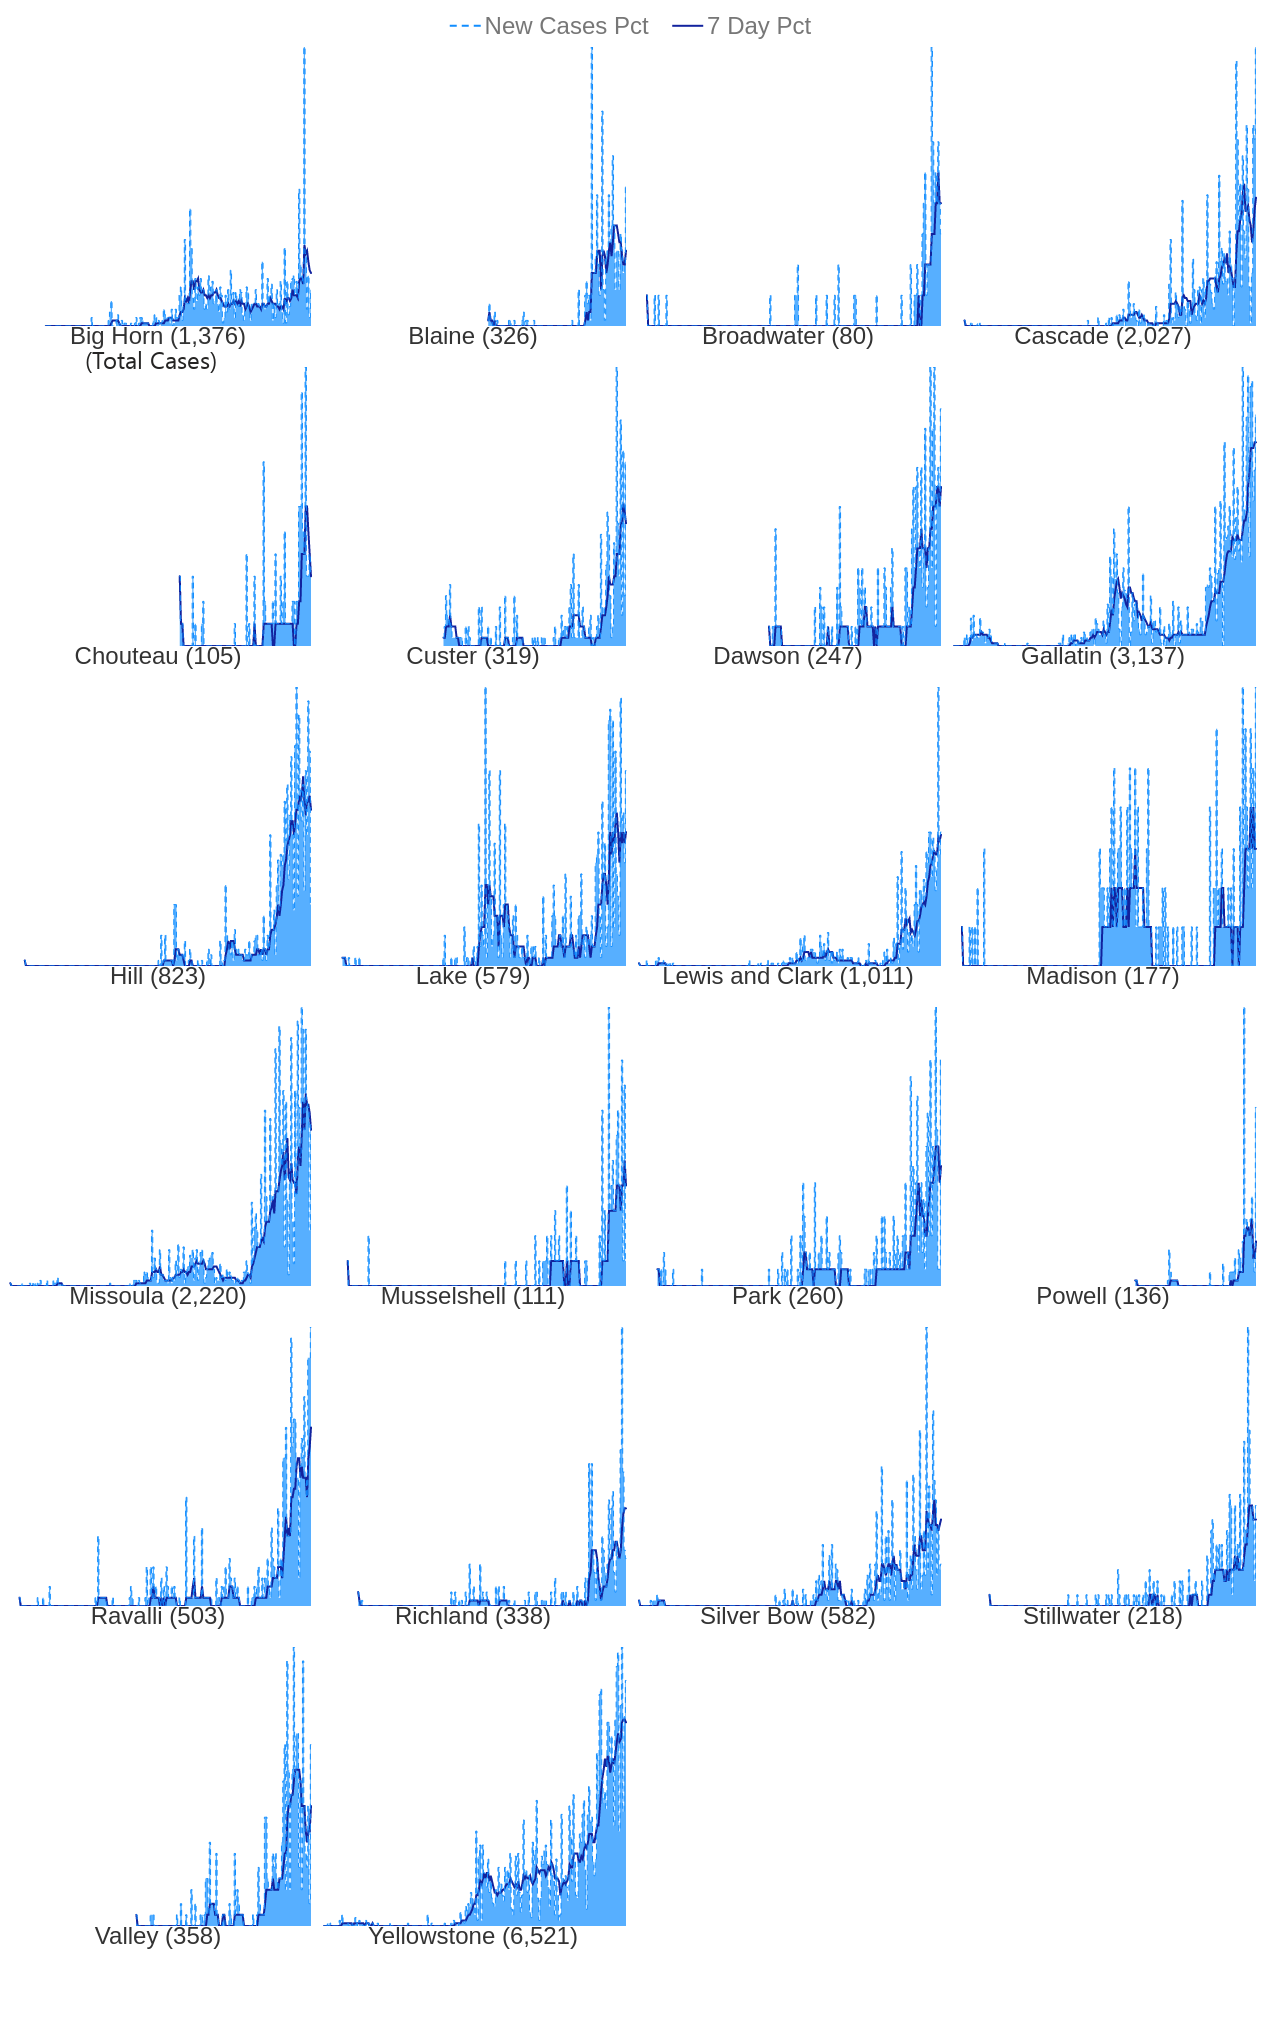 New Cases Pct 7 Day Pct
Big Horn (1,376) Blaine (326) Broadwater (80) Cascade (2,027)
(Total Cases)
Chouteau (105) Custer (319) Dawson (247) Gallatin (3,137)
Hill (823) Lake (579) Lewis and Clark (1,011) Madison (177)
Missoula (2,220) Musselshell (111) Park (260) Powell (136)
Ravalli (503) Richland (338) Silver Bow (582) Stillwater (218)
Valley (358) Yellowstone (6,521)